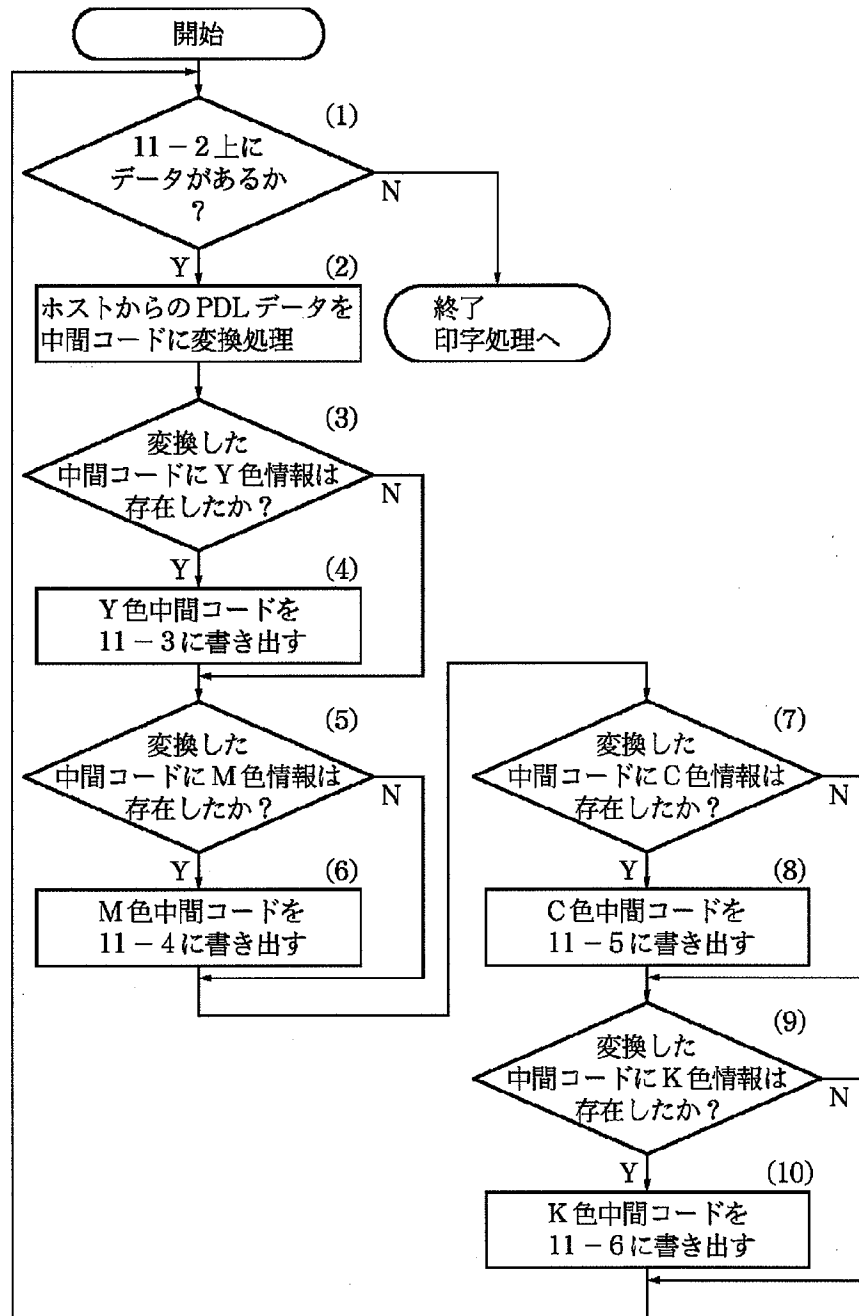 開始
(1)
11-2上に
データがあるか
?
N
Y
(2)
ホストからのPDLデータを
中間コードに変換処理
終了
印字処理へ
(3)
変換した
中間コードにY色情報は
存在したか?
N
Y
(4)
Y色中間コードを
11-3に書き出す
(5)
変換した
中間コードにM色情報は
存在したか?
N
Y
(6)
M色中間コードを
11-4に書き出す
(7)
変換した
中間コードにC色情報は
存在したか?
N
Y
(8)
C色中間コードを
11-5に書き出す
(9)
変換した
中間コードにK色情報は
存在したか?
N
Y
(10)
K色中間コードを
11-6に書き出す